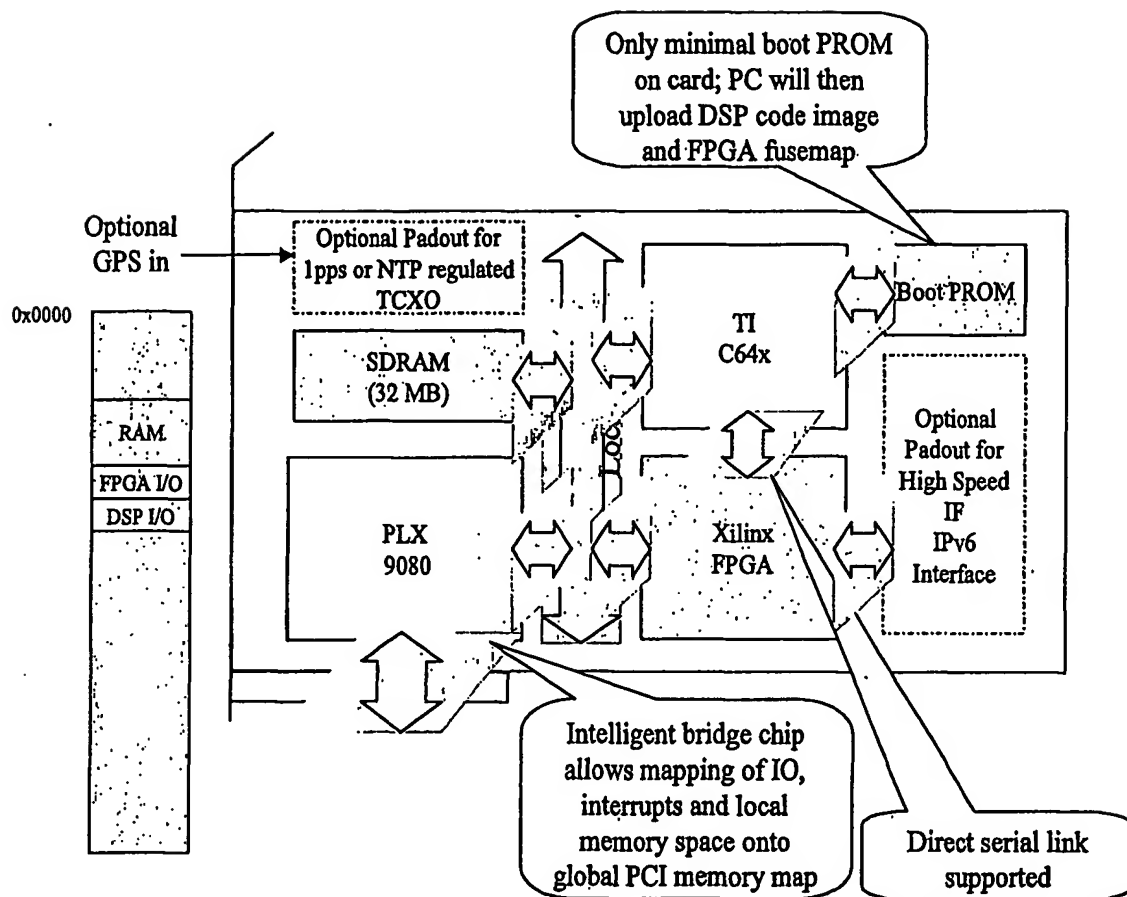 Only minimal boot PROM
on card; PC will then
upload DSP code image
and FPGA fusemap
Optional
GPS in
Optional Padout for
1pps or NTP regulated
TCXO
Boot PROM
0x0000
SDRAM
(32 MB)
TI
C64x
RAM
FPGA I/O
DSP I/O
Optional
Padout for
High Speed
IF
IPv6
Interface
PLX
9080
Xilinx
FPGA
Intelligent bridge chip
allows mapping of IO,
interrupts and local
memory space onto
global PCI memory map
Direct serial link
supported